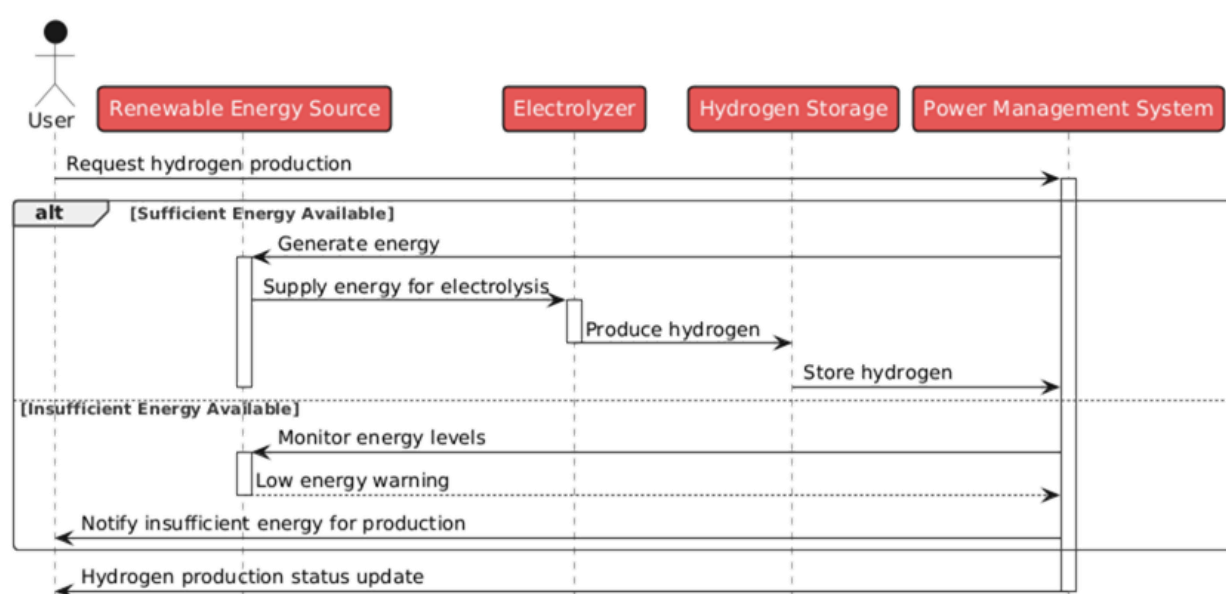 User
Renewable Energy Source
Electrolyzer
Hydrogen Storage
Power Management System
Request hydrogen production
alt [Sufficient Energy Available]
Generate energy
Supply energy for electrolysis
Produce hydrogen
Store hydrogen
[Insufficient Energy Available]
Monitor energy levels
Low energy warning
Notify insufficient energy for production
Hydrogen production status update